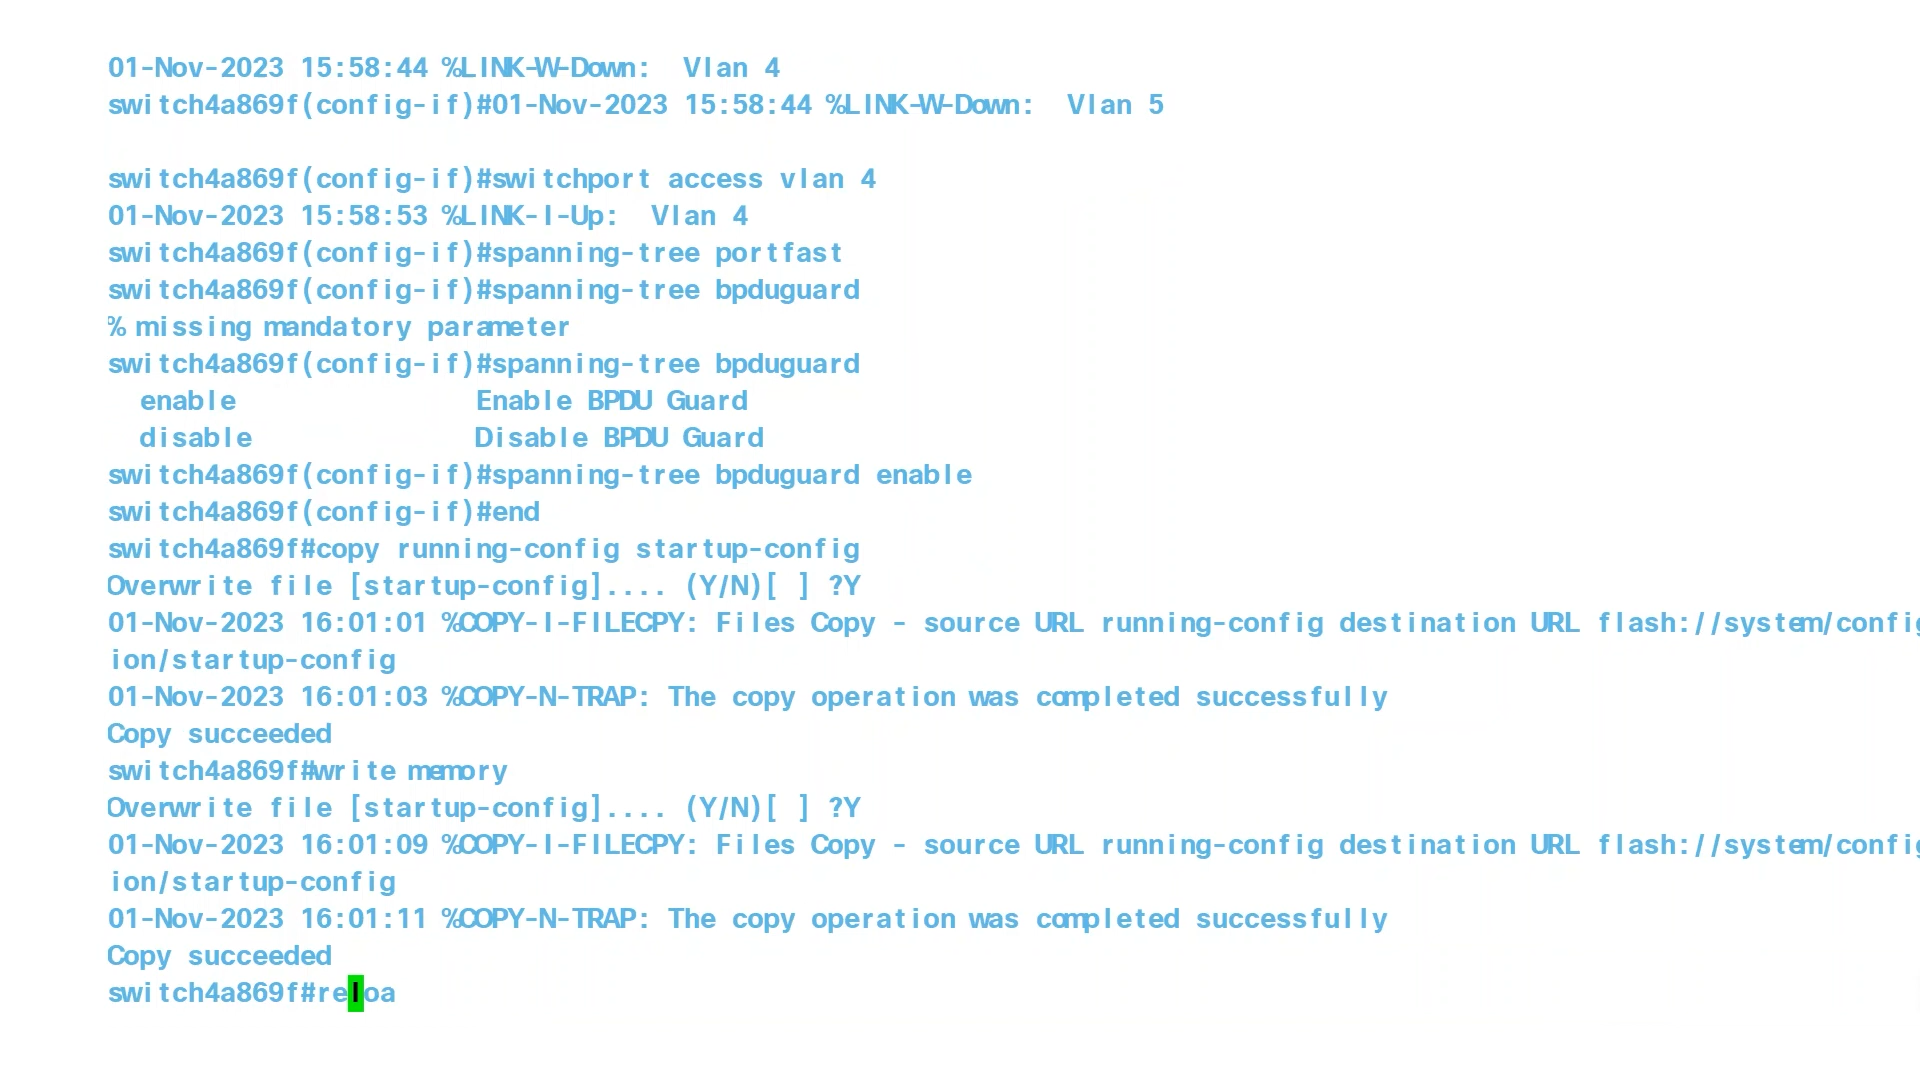 01-Nov-2023 15:58:44 %LINK-W-Down:  Vlan 4
switch4a869f(config-if)#01-Nov-2023 15:58:44 %LINK-W-Down:  Vlan 5
switch4a869f(config-if)#switchport access vlan 4
01-Nov-2023 15:58:53 %LINK-I-Up:  Vlan 4
switch4a869f(config-if)#spanning-tree portfast
switch4a869f(config-if)#spanning-tree bpduguard
% missing mandatory parameter
switch4a869f(config-if)#spanning-tree bpduguard
  enable               Enable BPDU Guard
  disable              Disable BPDU Guard
switch4a869f(config-if)#spanning-tree bpduguard enable
switch4a869f(config-if)#end
switch4a869f#copy running-config startup-config
Overwrite file [startup-config].... (Y/N)[ ] ?Y
01-Nov-2023 16:01:01 %COPY-I-FILECPY: Files Copy - source URL running-config destination URL flash://system/config
ion/startup-config
01-Nov-2023 16:01:03 %COPY-N-TRAP: The copy operation was completed successfully
Copy succeeded
switch4a869f#write memory
Overwrite file [startup-config].... (Y/N)[ ] ?Y
01-Nov-2023 16:01:09 %COPY-I-FILECPY: Files Copy - source URL running-config destination URL flash://system/config
ion/startup-config
01-Nov-2023 16:01:11 %COPY-N-TRAP: The copy operation was completed successfully
Copy succeeded
switch4a869f#reloa